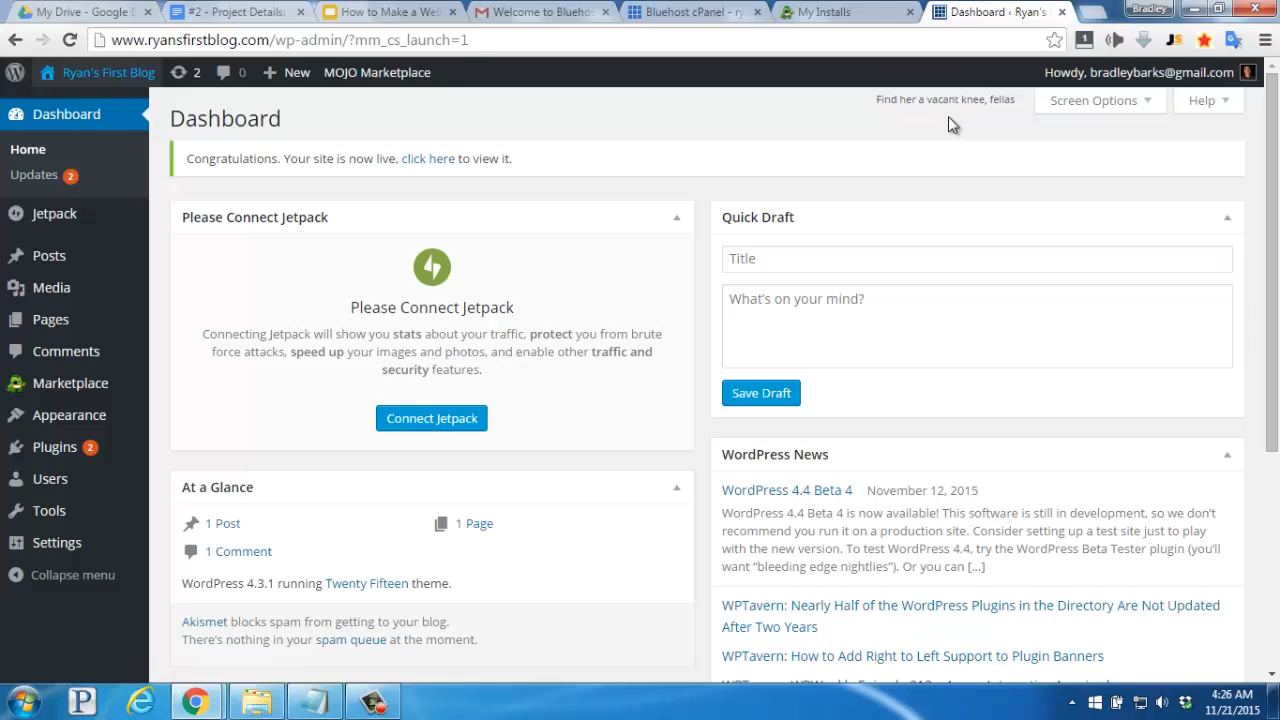 My Drive - Google D
#2 - Project Details:
How to Make a Web
Welcome to Bluehos
Bluehost cPanel - ry
My Installs
Dashboard ‹ Ryan's
Bradley
www.ryansfirstblog.com/wp-admin/?mm_cs_launch=1
1
JS
Ryan's First Blog
2
0
New
MOJO Marketplace
Howdy, bradleybarks@gmail.com
Dashboard
Home
Updates 2
Jetpack
Posts
Media
Pages
Comments
Marketplace
Appearance
Plugins 2
Users
Tools
Settings
Collapse menu
Find her a vacant knee, fellas
Screen Options
Help
Dashboard
Congratulations. Your site is now live, click here to view it.
Please Connect Jetpack
Please Connect Jetpack
Connecting Jetpack will show you stats about your traffic, protect you from brute
force attacks, speed up your images and photos, and enable other traffic and
security features.
Connect Jetpack
At a Glance
1 Post
1 Page
1 Comment
WordPress 4.3.1 running Twenty Fifteen theme.
Akismet blocks spam from getting to your blog.
There's nothing in your spam queue at the moment.
Quick Draft
Title
What's on your mind?
Save Draft
WordPress News
WordPress 4.4 Beta 4 November 12, 2015
WordPress 4.4 Beta 4 is now available! This software is still in development, so we don't
recommend you run it on a production site. Consider setting up a test site just to play
with the new version. To test WordPress 4.4, try the WordPress Beta Tester plugin (you'll
want "bleeding edge nightlies"). Or you can [...]
WPTavern: Nearly Half of the WordPress Plugins in the Directory Are Not Updated
After Two Years
WPTavern: How to Add Right to Left Support to Plugin Banners
4:26 AM
11/21/2015